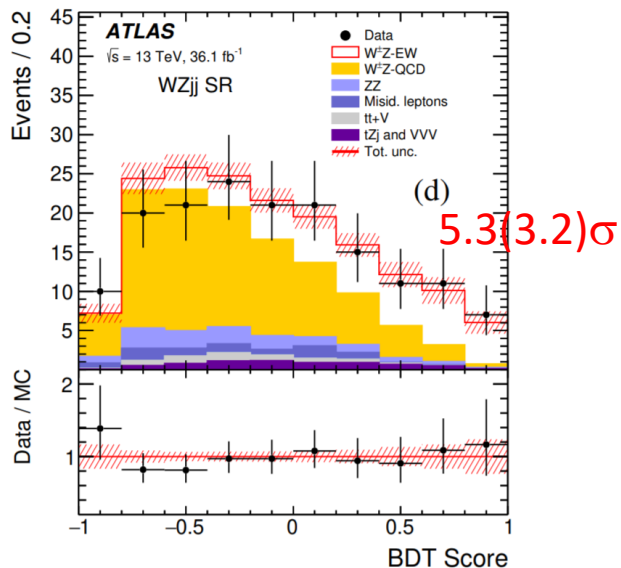 45
40
35
30
25
20
15
10
5
Events / 0.2
ATLAS
√s = 13 TeV, 36.1 fb⁻¹
WZjj SR
Data
W±Z-EW
W±Z-QCD
ZZ
Misid. leptons
tt+V
tZj and VVV
Tot. unc.
(d)
5.3(3.2)σ
2
1
Data / MC
−1 −0.5 0 0.5 1
BDT Score